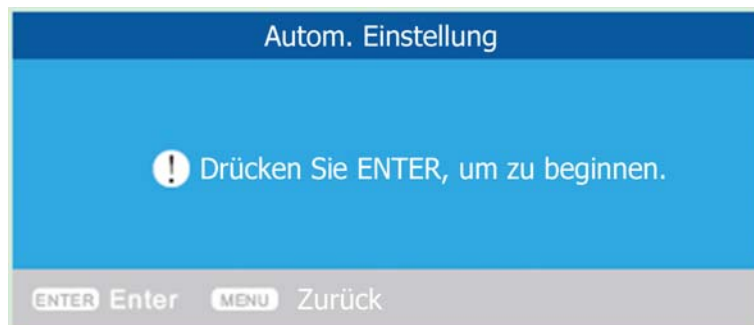 Autom. Einstellung
! Drücken Sie ENTER, um zu beginnen.
ENTER Enter MENU Zurück